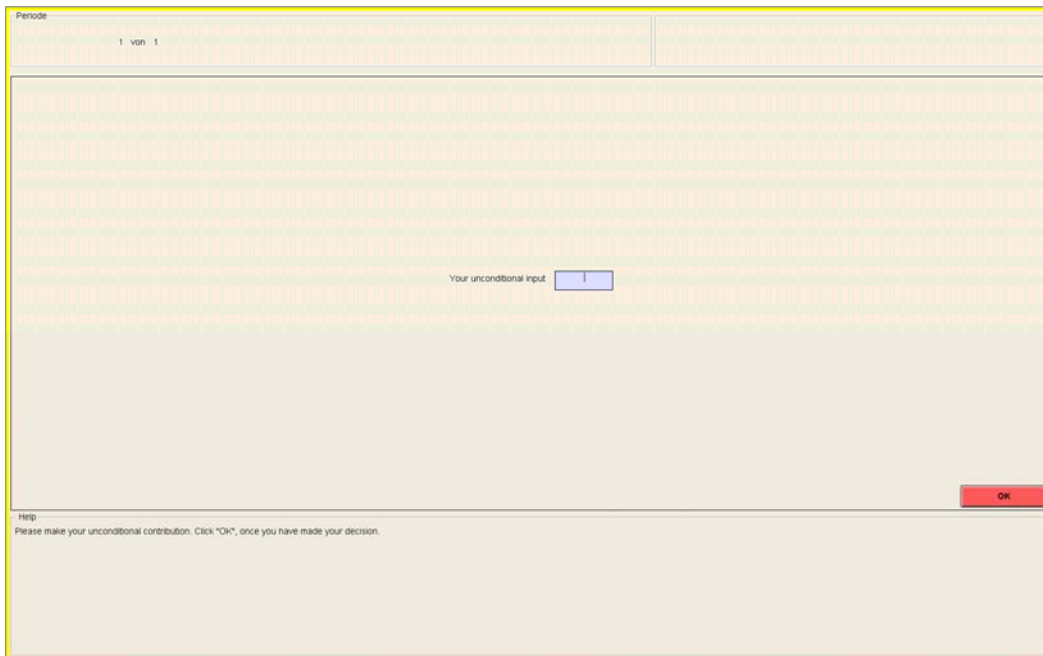 Periode
1 von 1
Your unconditional input
OK
Help
Please make your unconditional contribution. Click "OK", once you have made your decision.